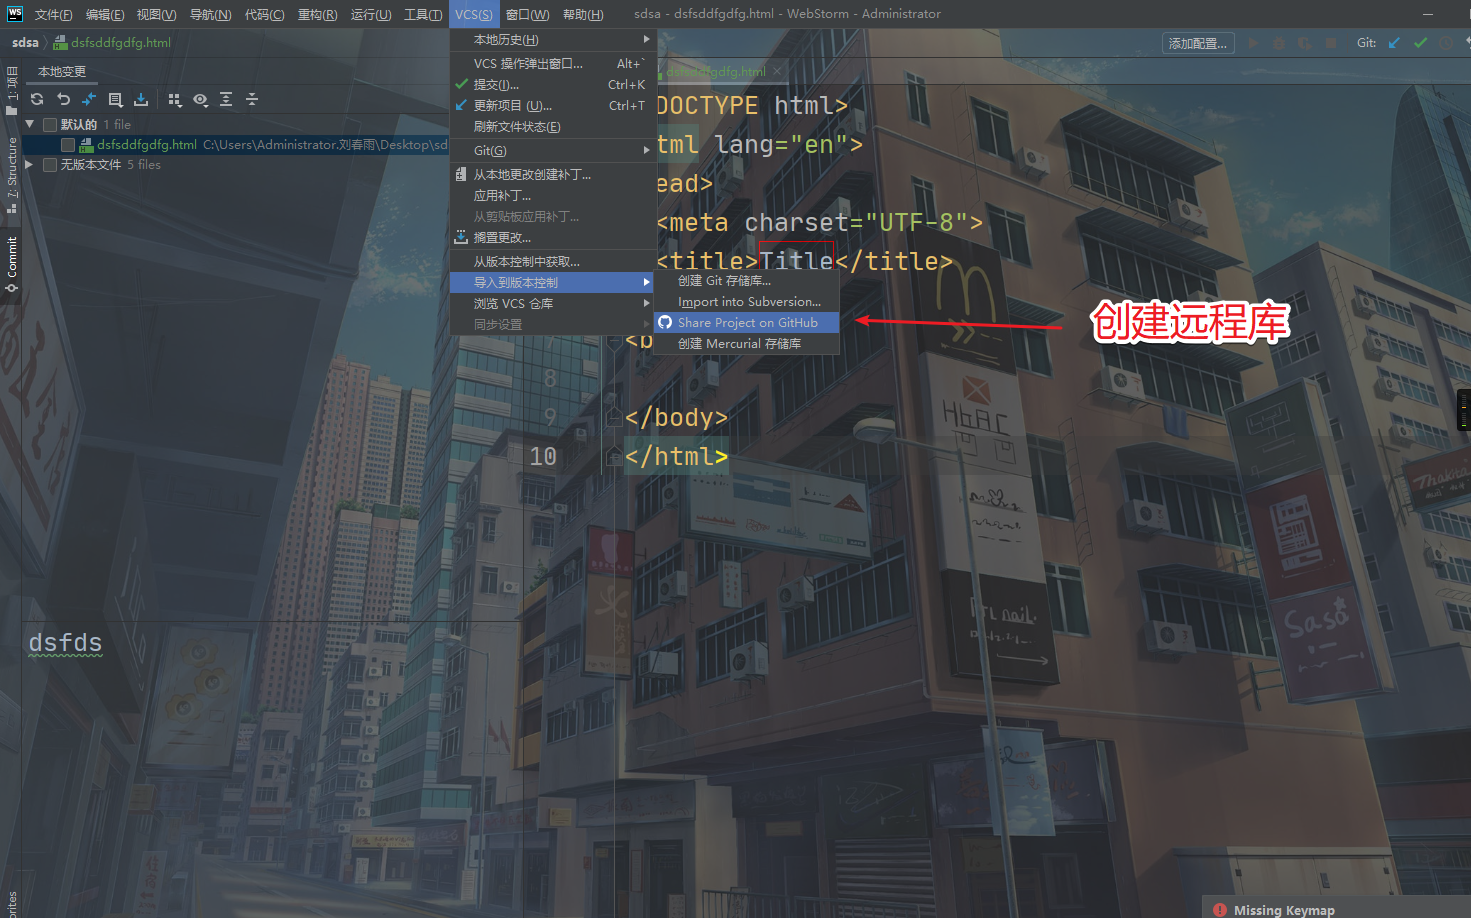 WS 文件(F) 编辑(E) 视图(V) 导航(N) 代码(C) 重构(R) 运行(U) 工具(T) VCS(S) 窗口(W) 帮助(H) sdsa - dsfsddfgdfg.html - WebStorm - Administrator
sdsa dsfsddfgdfg.html 添加配置... Git:
1: 项目
7: Structure
Commit
本地变更
默认的 1 file
dsfsddfgdfg.html C:\Users\Administrator.刘春雨\Desktop\sd
无版本文件 5 files
本地历史(H)
VCS 操作弹出窗口... Alt+`
提交(I)... Ctrl+K
更新项目 (U)... Ctrl+T
刷新文件状态(E)
Git(G)
从本地更改创建补丁...
应用补丁...
从剪贴板应用补丁...
搁置更改...
从版本控制中获取...
导入到版本控制
浏览 VCS 仓库
同步设置
创建 Git 存储库...
Import into Subversion...
Share Project on GitHub
创建 Mercurial 存储库
创建远程库
dsfsddfgdfg.html
DOCTYPE html>
tml lang="en">
ead>
<meta charset="UTF-8">
<title>Title</title>
7 <b
8
9 </body>
10 </html>
dsfds
HbAC
nail
Saso
orites
Missing Keymap